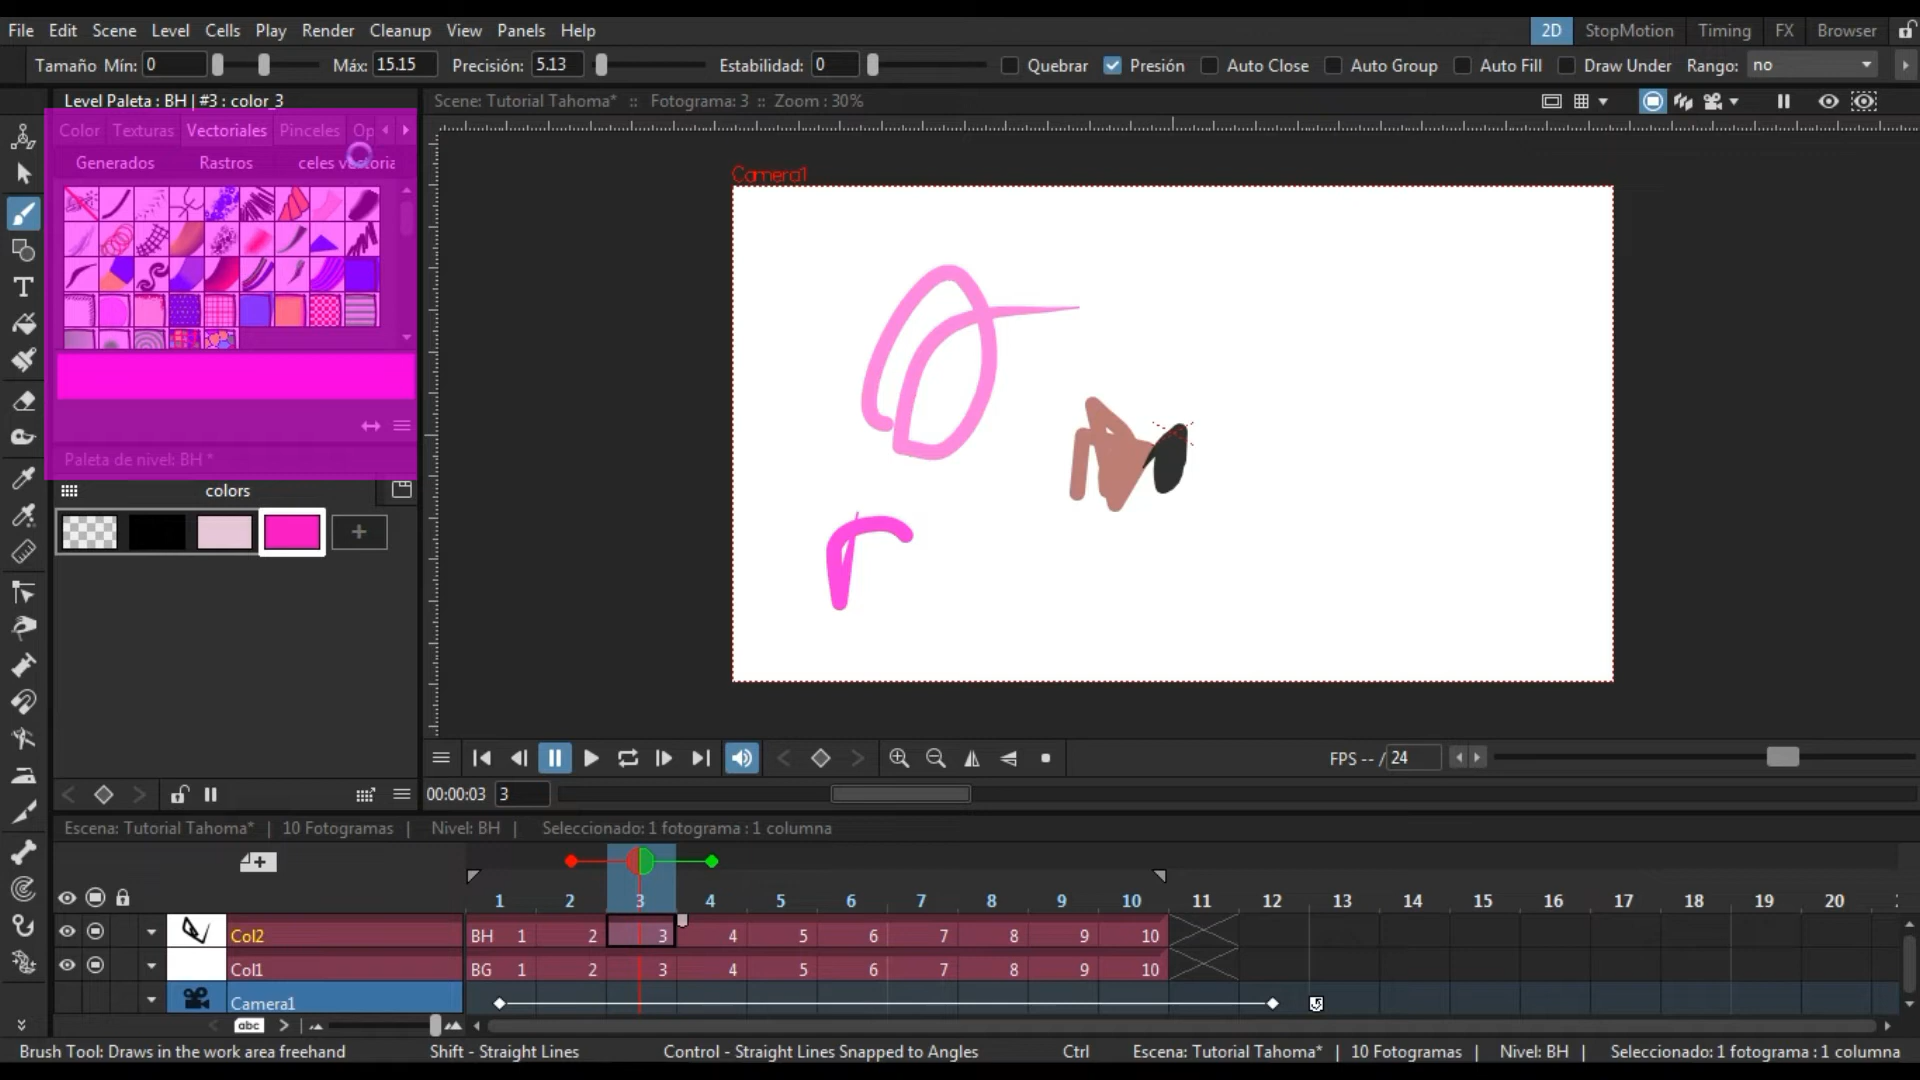 File Edit Scene Level Cells Play Render Cleanup View Panels Help 2D StopMotion Timing FX Browser
Tamaño Mín: 0 Máx: 15.15 Precisión: 5.13 Estabilidad: 0 Quebrar Presión Auto Close Auto Group Auto Fill Draw Under Rango: no
Level Paleta : BH | #3 : color_3
Scene: Tutorial Tahoma* :: Fotograma: 3 :: Zoom : 30%
Color Texturas Vectoriales Pinceles Op
Generados Rastros celes vectoria
Camera1
Paleta de nivel: BH *
colors
+
FPS -- / 24
00:00:03 3
Escena: Tutorial Tahoma* | 10 Fotogramas | Nivel: BH | Seleccionado: 1 fotograma : 1 columna
1 2 3 4 5 6 7 8 9 10 11 12 13 14 15 16 17 18 19 20
Col2 BH 1 2 3 4 5 6 7 8 9 10
Col1 BG 1 2 3 4 5 6 7 8 9 10
Camera1
abc
Brush Tool: Draws in the work area freehand Shift - Straight Lines Control - Straight Lines Snapped to Angles Ctrl Escena: Tutorial Tahoma* | 10 Fotogramas | Nivel: BH | Seleccionado: 1 fotograma : 1 columna